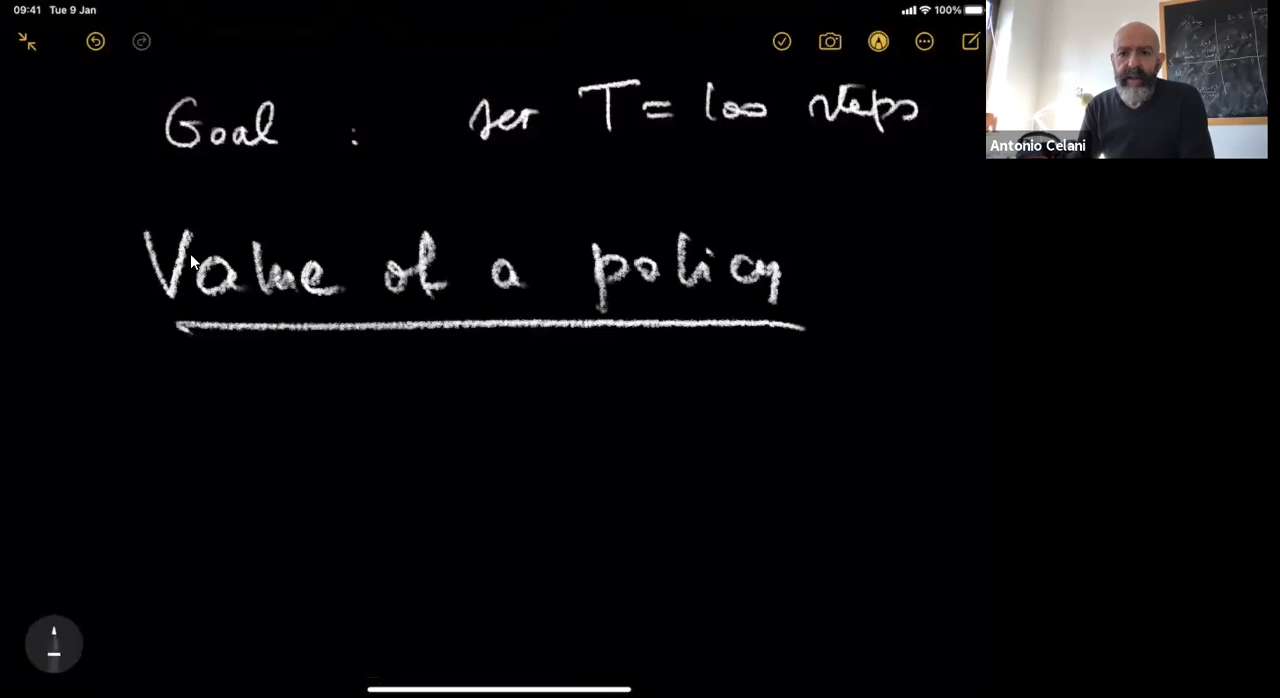 09:41 Tue 9 Jan 100%
Goal : for T = 100 steps
Antonio Celani
Value of a policy